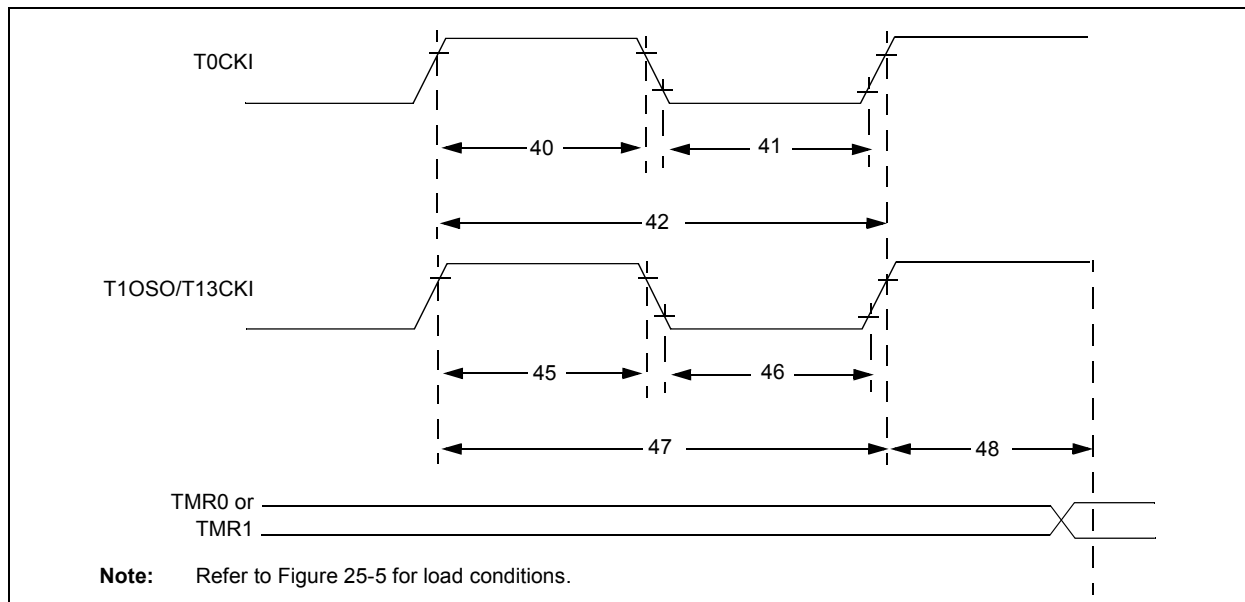 T0CKI
40
41
42
T1OSO/T13CKI
45
46
47
48
TMR0 or
TMR1
Note: Refer to Figure 25-5 for load conditions.